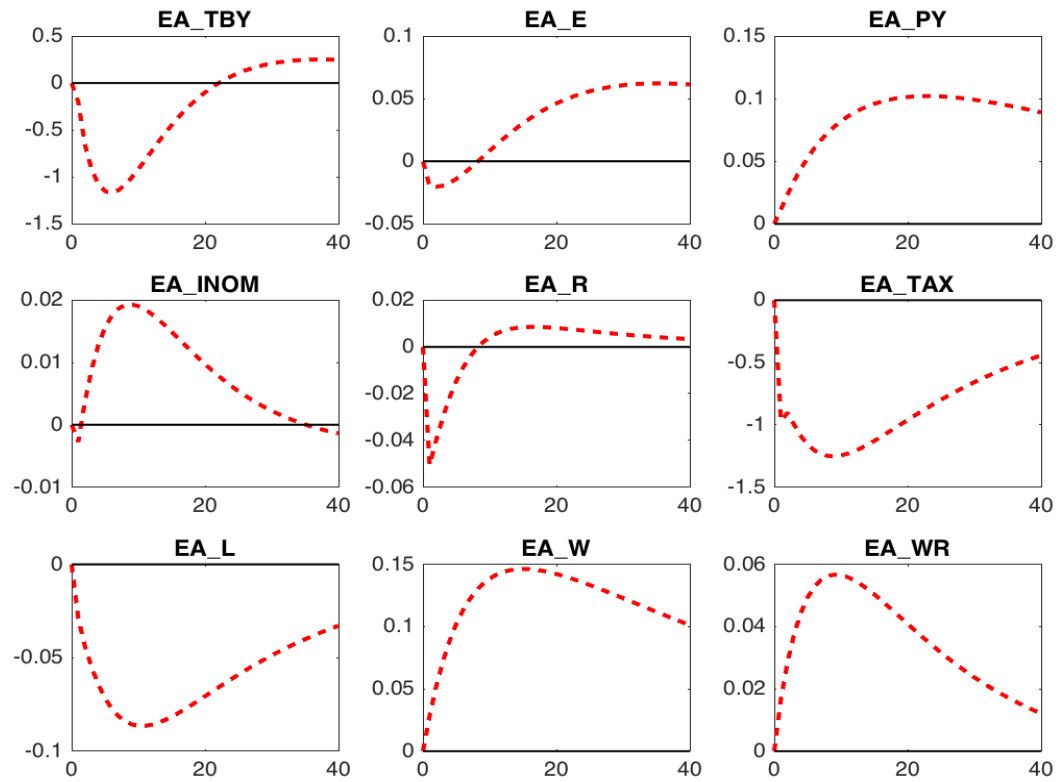 EA_TBY EA_E EA_PY
0.5 0.1 0.15
0 0.05 0.1
-0.5 0 0.05
-1
-1.5 -0.05 0
0 20 40 0 20 40 0 20 40
EA_INOM EA_R EA_TAX
0.02 0.02 0
0.01 0 -0.5
-0.02
0 -0.04 -1
-0.01 -0.06 -1.5
0 20 40 0 20 40 0 20 40
EA_L EA_W EA_WR
0 0.15 0.06
0.1 0.04
-0.05
0.05 0.02
-0.1 0 0
0 20 40 0 20 40 0 20 40